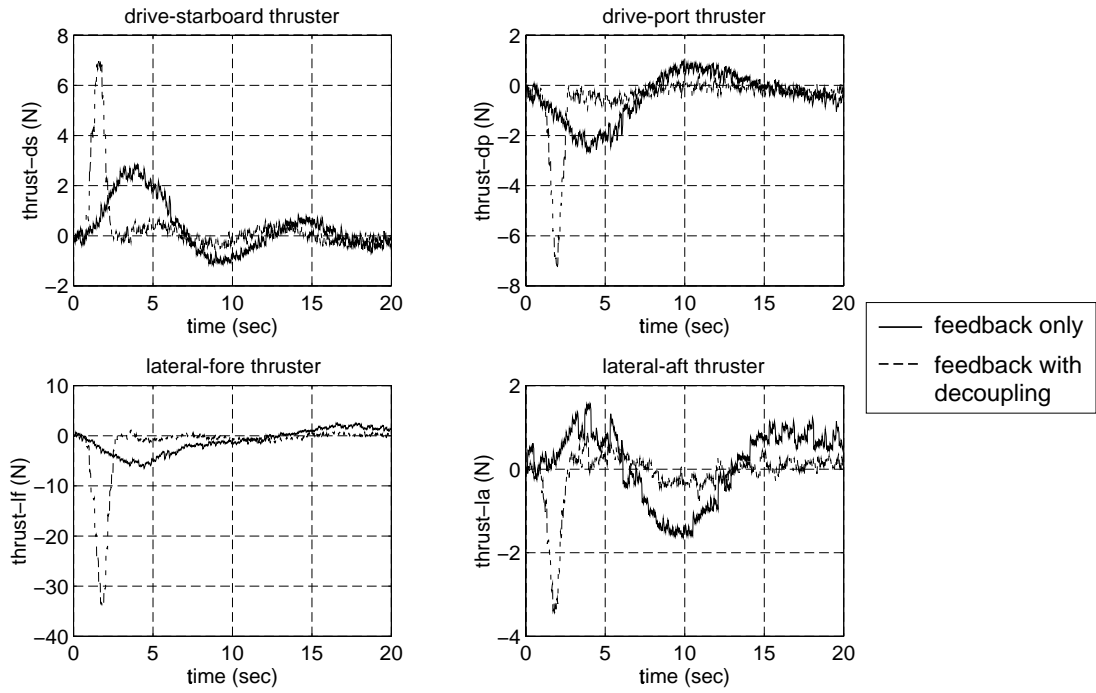 drive-starboard thruster
8
6
4
2
0
−2
thrust−ds (N)
0 5 10 15 20
time (sec)
drive-port thruster
2
0
−2
−4
−6
−8
thrust−dp (N)
0 5 10 15 20
time (sec)
lateral-fore thruster
10
0
−10
−20
−30
−40
thrust−lf (N)
0 5 10 15 20
time (sec)
lateral-aft thruster
2
0
−2
−4
thrust−la (N)
0 5 10 15 20
time (sec)
feedback only
feedback with
decoupling